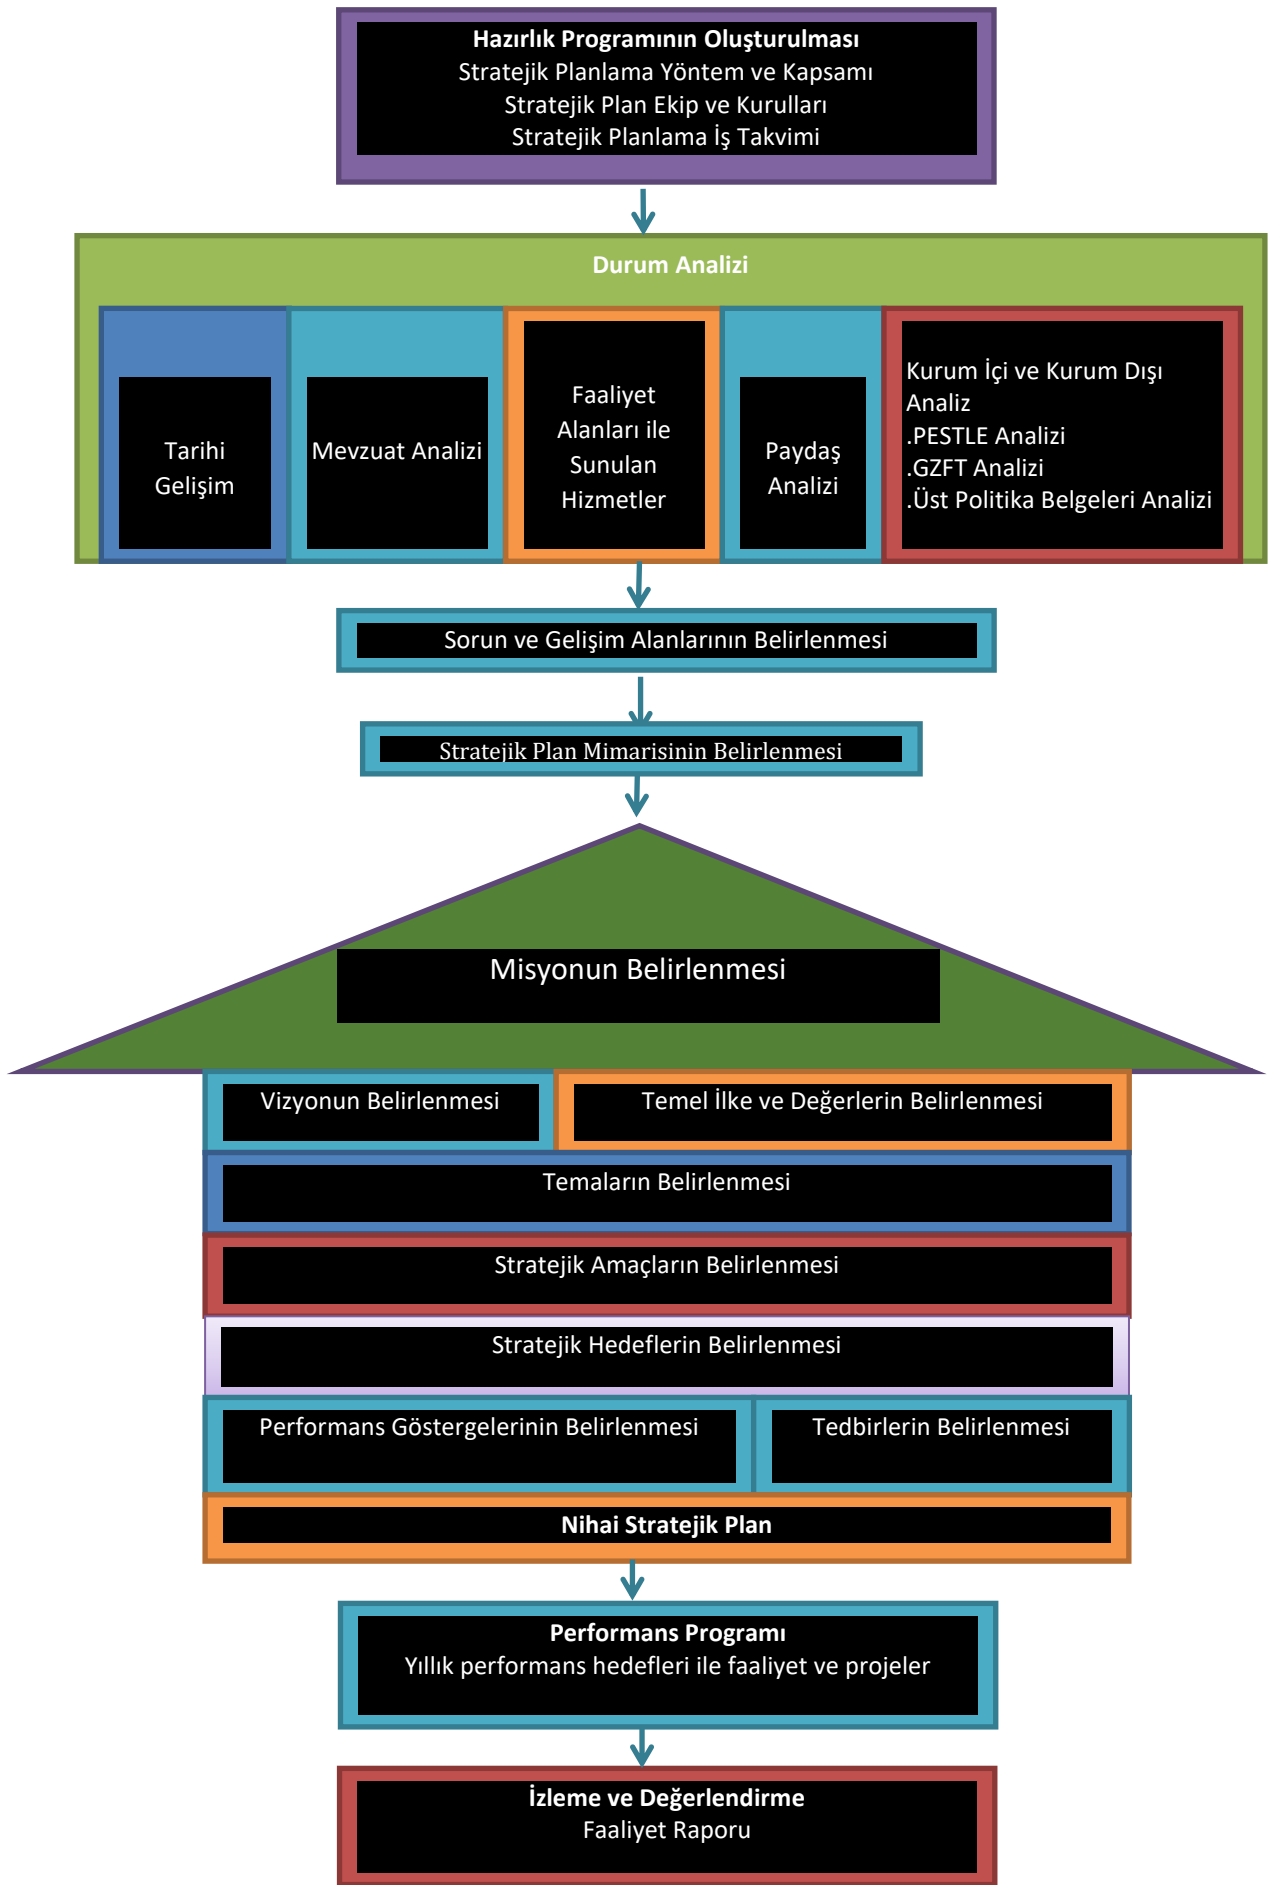 Hazırlık Programının Oluşturulması
Stratejik Planlama Yöntem ve Kapsamı
Stratejik Plan Ekip ve Kurulları
Stratejik Planlama İş Takvimi
Durum Analizi
Tarihi
Gelişim
Mevzuat Analizi
Faaliyet
Alanları ile
Sunulan
Hizmetler
Paydaş
Analizi
Kurum İçi ve Kurum Dışı
Analiz
.PESTLE Analizi
.GZFT Analizi
.Üst Politika Belgeleri Analizi
Sorun ve Gelişim Alanlarının Belirlenmesi
Stratejik Plan Mimarisinin Belirlenmesi
Misyonun Belirlenmesi
Vizyonun Belirlenmesi
Temel İlke ve Değerlerin Belirlenmesi
Temaların Belirlenmesi
Stratejik Amaçların Belirlenmesi
Stratejik Hedeflerin Belirlenmesi
Performans Göstergelerinin Belirlenmesi
Tedbirlerin Belirlenmesi
Nihai Stratejik Plan
Performans Programı
Yıllık performans hedefleri ile faaliyet ve projeler
İzleme ve Değerlendirme
Faaliyet Raporu